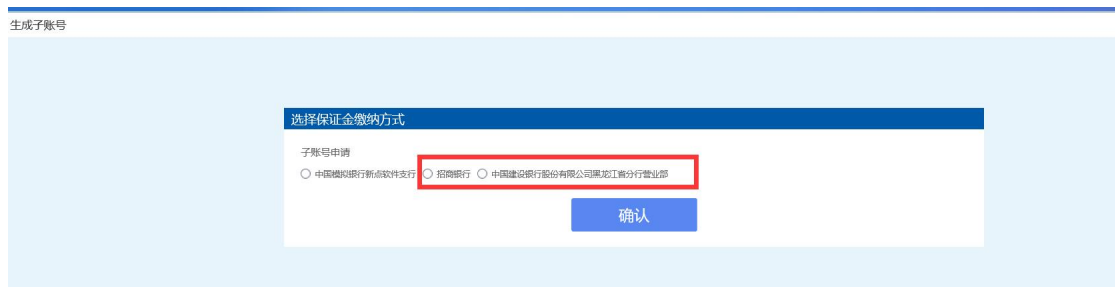 生成子账号
选择保证金缴纳方式
子账号申请
中国模拟银行新点软件支行 招商银行 中国建设银行股份有限公司黑龙江省分行营业部
确认